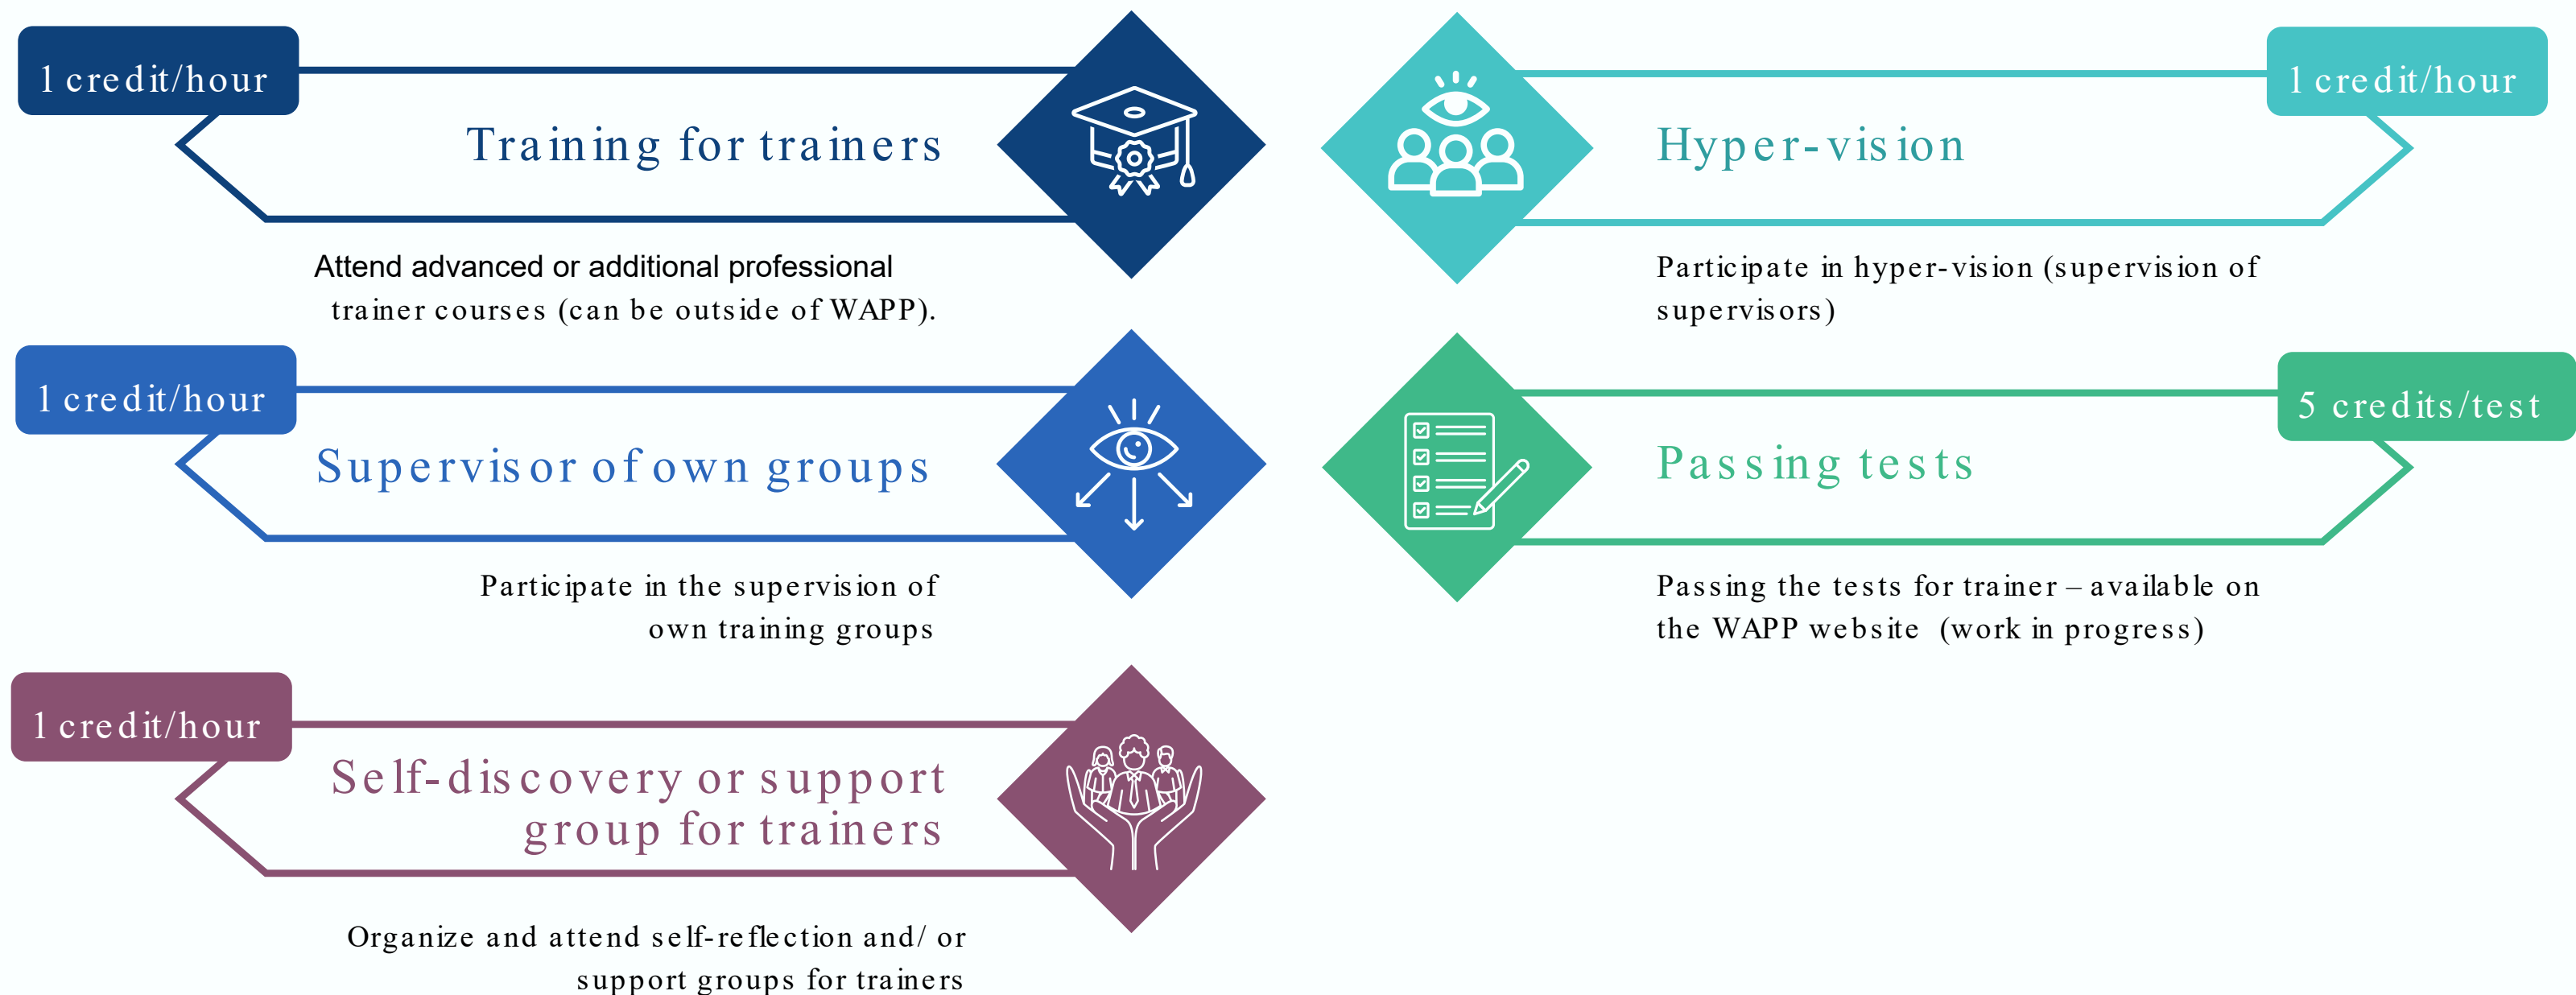 1 credit/hour
Training for trainers
Attend advanced or additional professional
trainer courses (can be outside of WAPP).
1 credit/hour
Supervisor of own groups
Participate in the supervision of
own training groups
1 credit/hour
Self-discovery or support
group for trainers
Organize and attend self-reflection and/ or
support groups for trainers
1 credit/hour
Hyper-vision
Participate in hyper-vision (supervision of
supervisors)
5 credits/test
Passing tests
Passing the tests for trainer – available on
the WAPP website (work in progress)